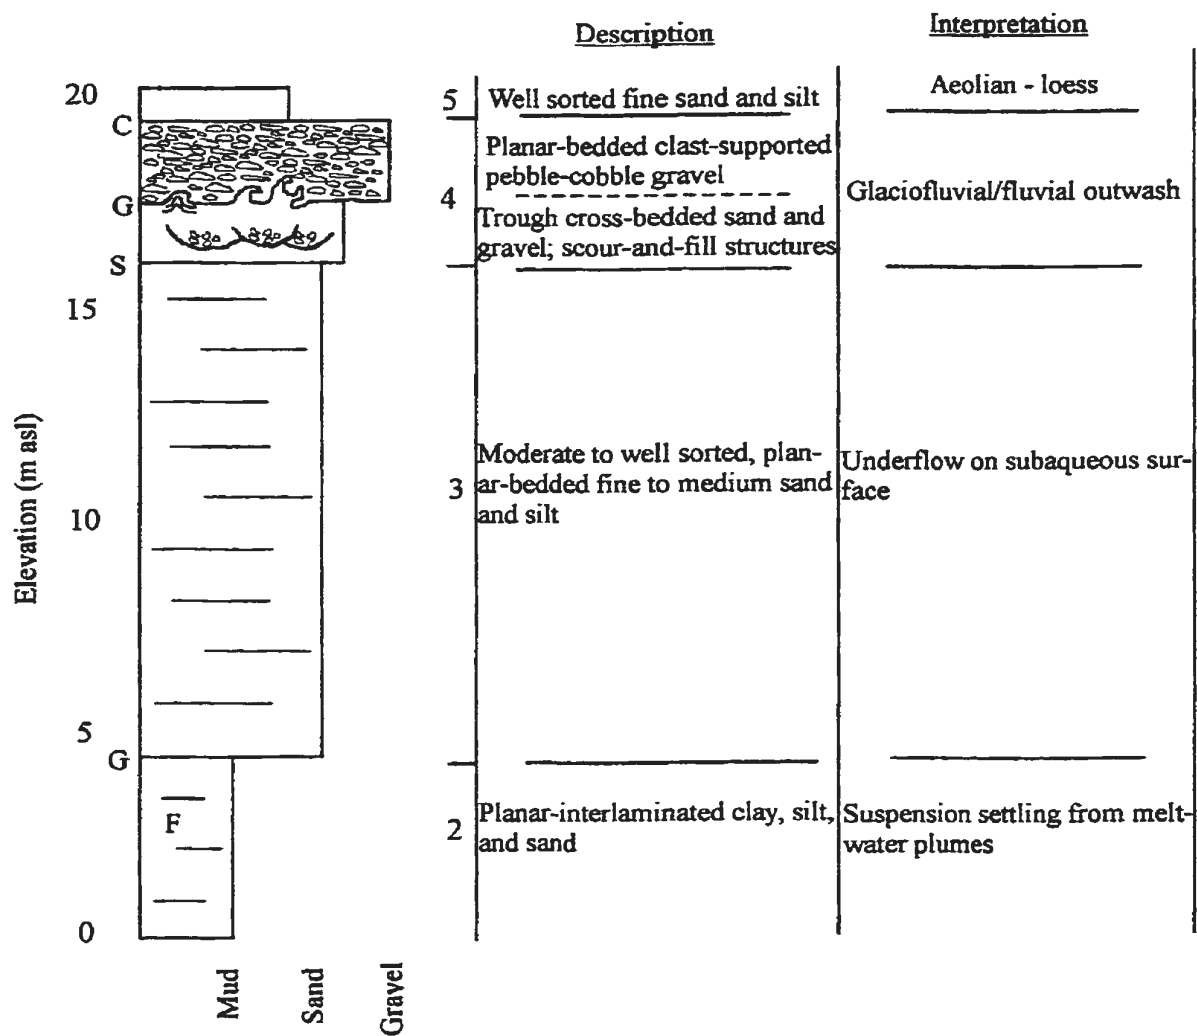 Description
Interpretation
20
C
G
S
15
10
5
G
F
0
Elevation (m asl)
Mud
Sand
Gravel
5
Well sorted fine sand and silt
Aeolian - loess
4
Planar-bedded clast-supported
pebble-cobble gravel
Trough cross-bedded sand and
gravel; scour-and-fill structures
Glaciofluvial/fluvial outwash
3
Moderate to well sorted, plan-
ar-bedded fine to medium sand
and silt
Underflow on subaqueous sur-
face
2
Planar-interlaminated clay, silt,
and sand
Suspension settling from melt-
water plumes